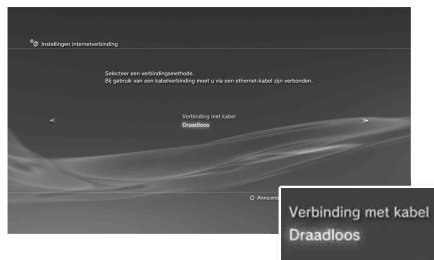 Instellingen internetverbinding
Selecteer een verbindingsmethode.
Bij gebruik van een kabelverbinding moet u via een ethernet-kabel zijn verbonden.
Verbinding met kabel
Draadloos
Verbinding met kabel
Draadloos